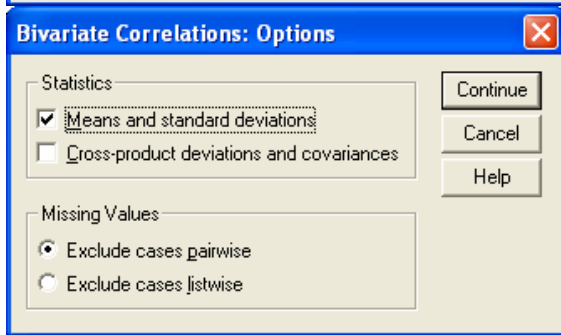 Bivariate Correlations: Options
Statistics
Means and standard deviations
Cross-product deviations and covariances
Missing Values
Exclude cases pairwise
Exclude cases listwise
Continue
Cancel
Help